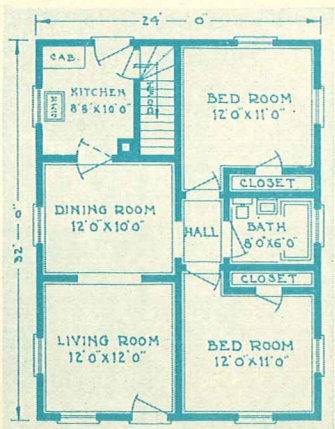 24'0"
CAB.
KITCHEN
8'8"X10'0"
SINK
DOWN
BED ROOM
12'0"X11'0"
CLOSET
DINING ROOM
12'0"X10'0"
HALL
BATH
8'0"X6'0"
32'0"
CLOSET
LIVING ROOM
12'0"X12'0"
BED ROOM
12'0"X11'0"